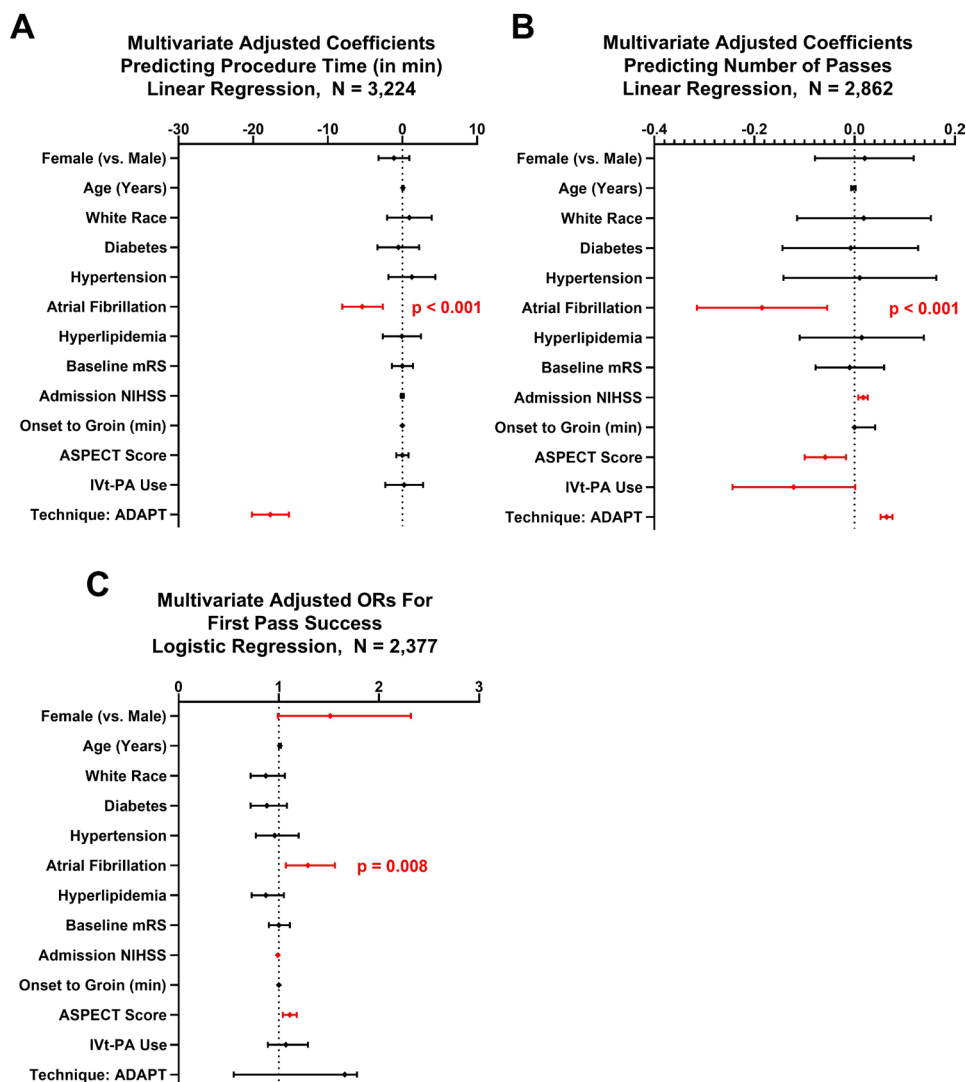 A
Multivariate Adjusted Coefficients
Predicting Procedure Time (in min)
Linear Regression, N = 3,224
-30 -20 -10 0 10
Female (vs. Male)
Age (Years)
White Race
Diabetes
Hypertension
Atrial Fibrillation p < 0.001
Hyperlipidemia
Baseline mRS
Admission NIHSS
Onset to Groin (min)
ASPECT Score
IVt-PA Use
Technique: ADAPT
B
Multivariate Adjusted Coefficients
Predicting Number of Passes
Linear Regression, N = 2,862
-0.4 -0.2 0.0 0.2
Female (vs. Male)
Age (Years)
White Race
Diabetes
Hypertension
Atrial Fibrillation p < 0.001
Hyperlipidemia
Baseline mRS
Admission NIHSS
Onset to Groin (min)
ASPECT Score
IVt-PA Use
Technique: ADAPT
C
Multivariate Adjusted ORs For
First Pass Success
Logistic Regression, N = 2,377
0 1 2 3
Female (vs. Male)
Age (Years)
White Race
Diabetes
Hypertension
Atrial Fibrillation p = 0.008
Hyperlipidemia
Baseline mRS
Admission NIHSS
Onset to Groin (min)
ASPECT Score
IVt-PA Use
Technique: ADAPT